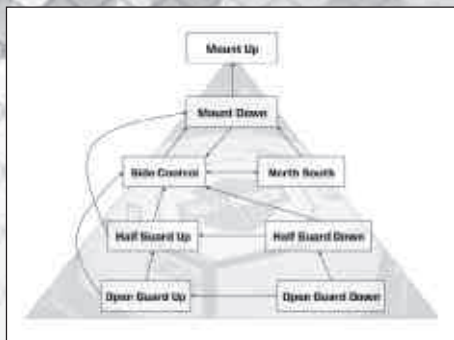 Mount Up
Mount Down
Side Control
North South
Half Guard Up
Half Guard Down
Open Guard Up
Open Guard Down